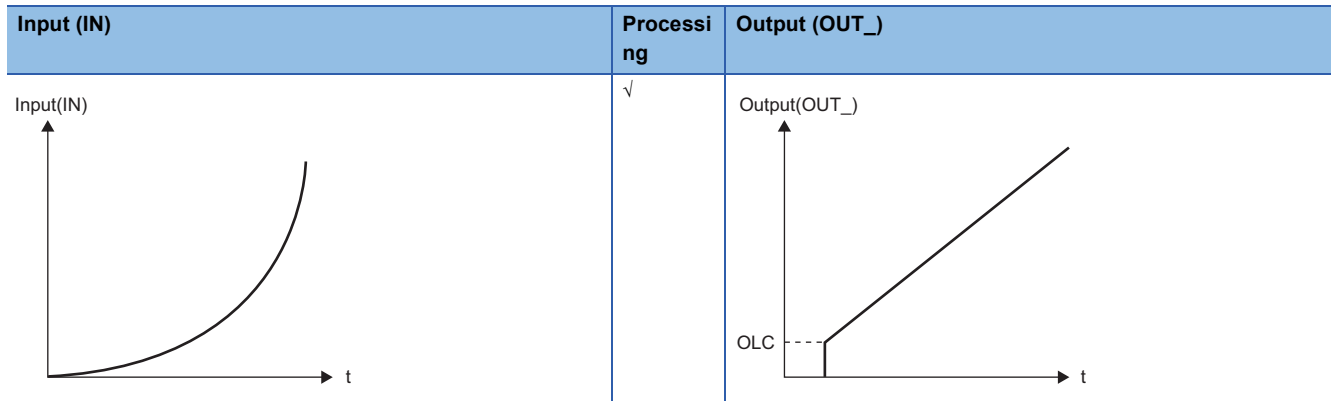 Input (IN)
Processi
ng
Output (OUT_)
Input(IN)
t
√
Output(OUT_)
OLC
t